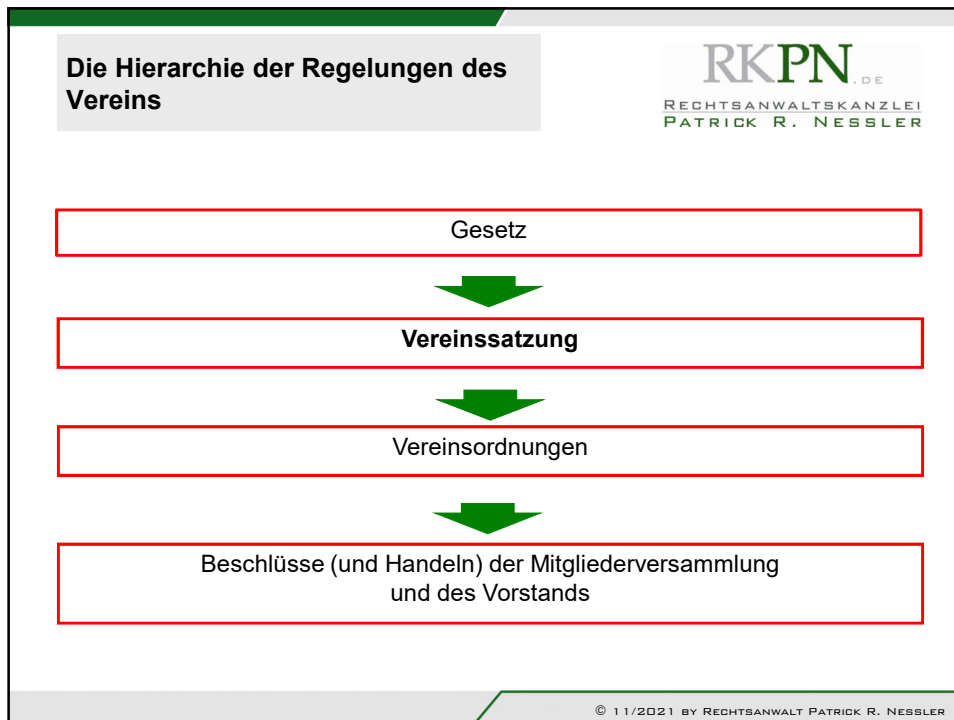 Die Hierarchie der Regelungen des
Vereins
RKPN.DE
RECHTSANWALTSKANZLEI
PATRICK R. NESSLER
Gesetz
Vereinssatzung
Vereinsordnungen
Beschlüsse (und Handeln) der Mitgliederversammlung
und des Vorstands
© 11/2021 BY RECHTSANWALT PATRICK R. NESSLER